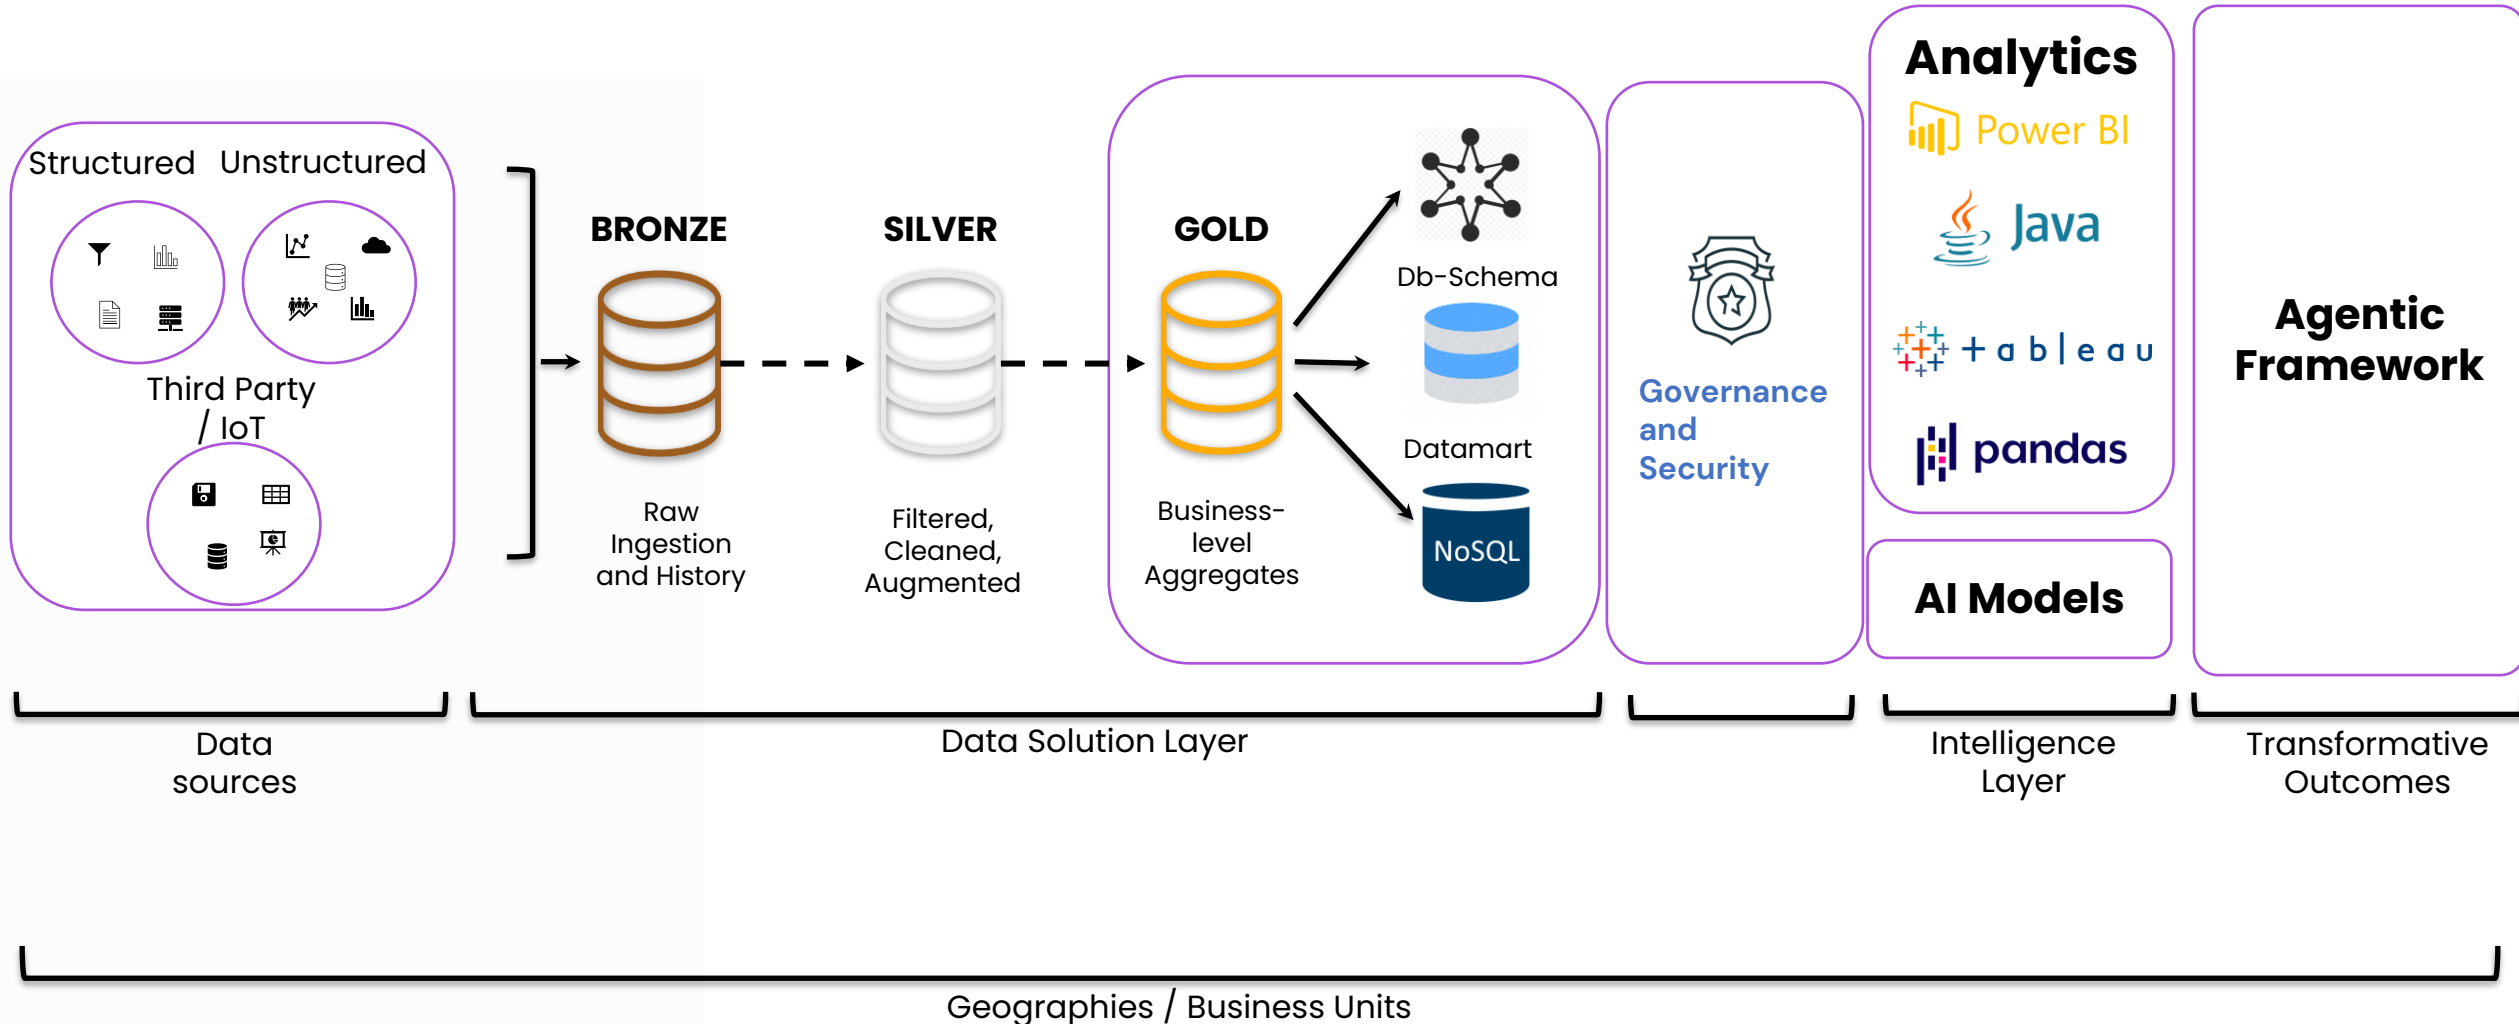 Structured
Unstructured
Third Party
/ IoT
BRONZE
Raw
Ingestion
and History
SILVER
Filtered,
Cleaned,
Augmented
GOLD
Business-
level
Aggregates
Db-Schema
Datamart
NoSQL
Governance
and
Security
Analytics
Power BI
Java
+ableau
pandas
AI Models
Agentic
Framework
Data
sources
Data Solution Layer
Intelligence
Layer
Transformative
Outcomes
Geographies / Business Units